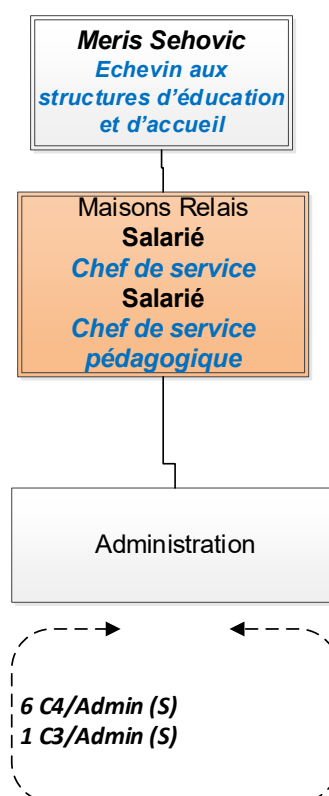 Meris Sehovic
Echevin aux
structures d’éducation
et d’accueil
Maisons Relais
Salarié
Chef de service
Salarié
Chef de service
pédagogique
Administration
6 C4/Admin (S)
1 C3/Admin (S)